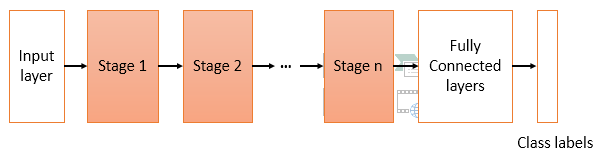 Input
layer
Stage 1
Stage 2
...
Stage n
Fully
Connected
layers
Class labels